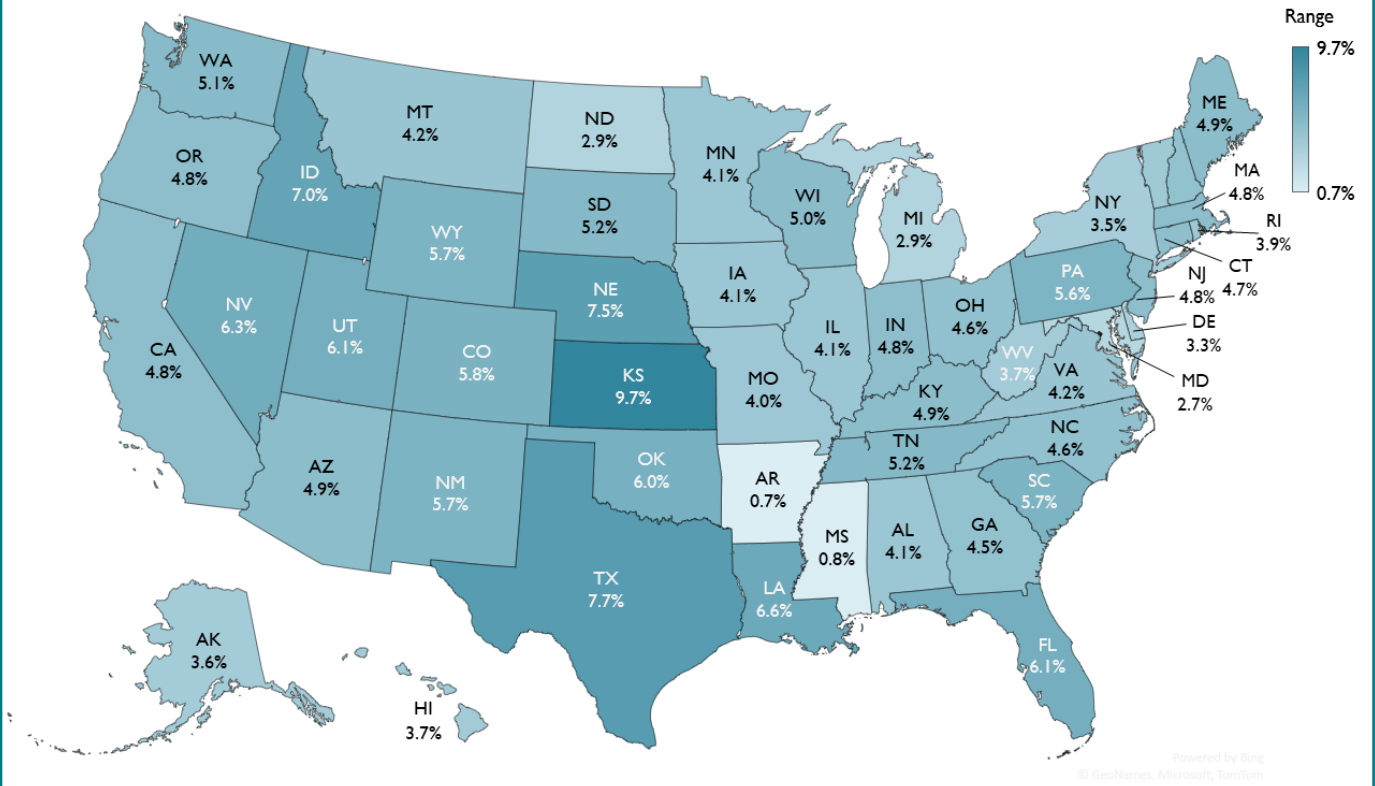 Range
9.7%
0.7%
WA
5.1%
OR
4.8%
CA
4.8%
ID
7.0%
NV
6.3%
MT
4.2%
WY
5.7%
UT
6.1%
CO
5.8%
AZ
4.9%
NM
5.7%
ND
2.9%
SD
5.2%
NE
7.5%
KS
9.7%
OK
6.0%
TX
7.7%
MN
4.1%
IA
4.1%
MO
4.0%
AR
0.7%
LA
6.6%
WI
5.0%
IL
4.1%
MI
2.9%
IN
4.8%
OH
4.6%
KY
4.9%
TN
5.2%
MS
0.8%
AL
4.1%
GA
4.5%
FL
6.1%
SC
5.7%
NC
4.6%
VA
4.2%
WV
3.7%
PA
5.6%
NY
3.5%
ME
4.9%
MA
4.8%
RI
3.9%
CT
4.7%
NJ
4.8%
DE
3.3%
MD
2.7%
AK
3.6%
HI
3.7%
Powered by Bing
© GeoNames, Microsoft, TomTom